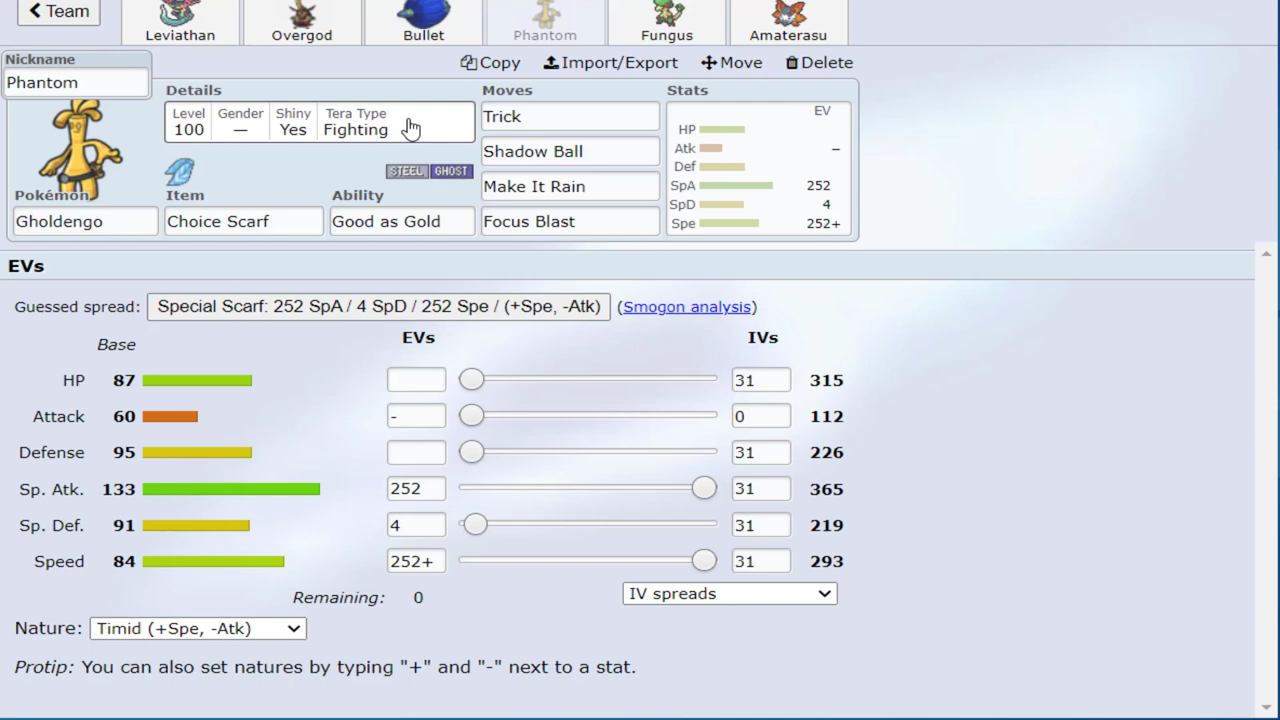 Team
Leviathan
Overgod
Bullet
Phantom
Fungus
Amaterasu
Nickname
Phantom
Copy
Import/Export
Move
Delete
Details
Level
100
Gender
—
Shiny
Yes
Tera Type
Fighting
STEEL GHOST
Pokémon
Gholdengo
Item
Choice Scarf
Ability
Good as Gold
Moves
Trick
Shadow Ball
Make It Rain
Focus Blast
Stats
EV
HP
Atk –
Def
SpA 252
SpD 4
Spe 252+
EVs
Guessed spread: Special Scarf: 252 SpA / 4 SpD / 252 Spe / (+Spe, -Atk) (Smogon analysis)
Base EVs IVs
HP 87 31 315
Attack 60 - 0 112
Defense 95 31 226
Sp. Atk. 133 252 31 365
Sp. Def. 91 4 31 219
Speed 84 252+ 31 293
Remaining: 0 IV spreads
Nature: Timid (+Spe, -Atk)
Protip: You can also set natures by typing "+" and "-" next to a stat.